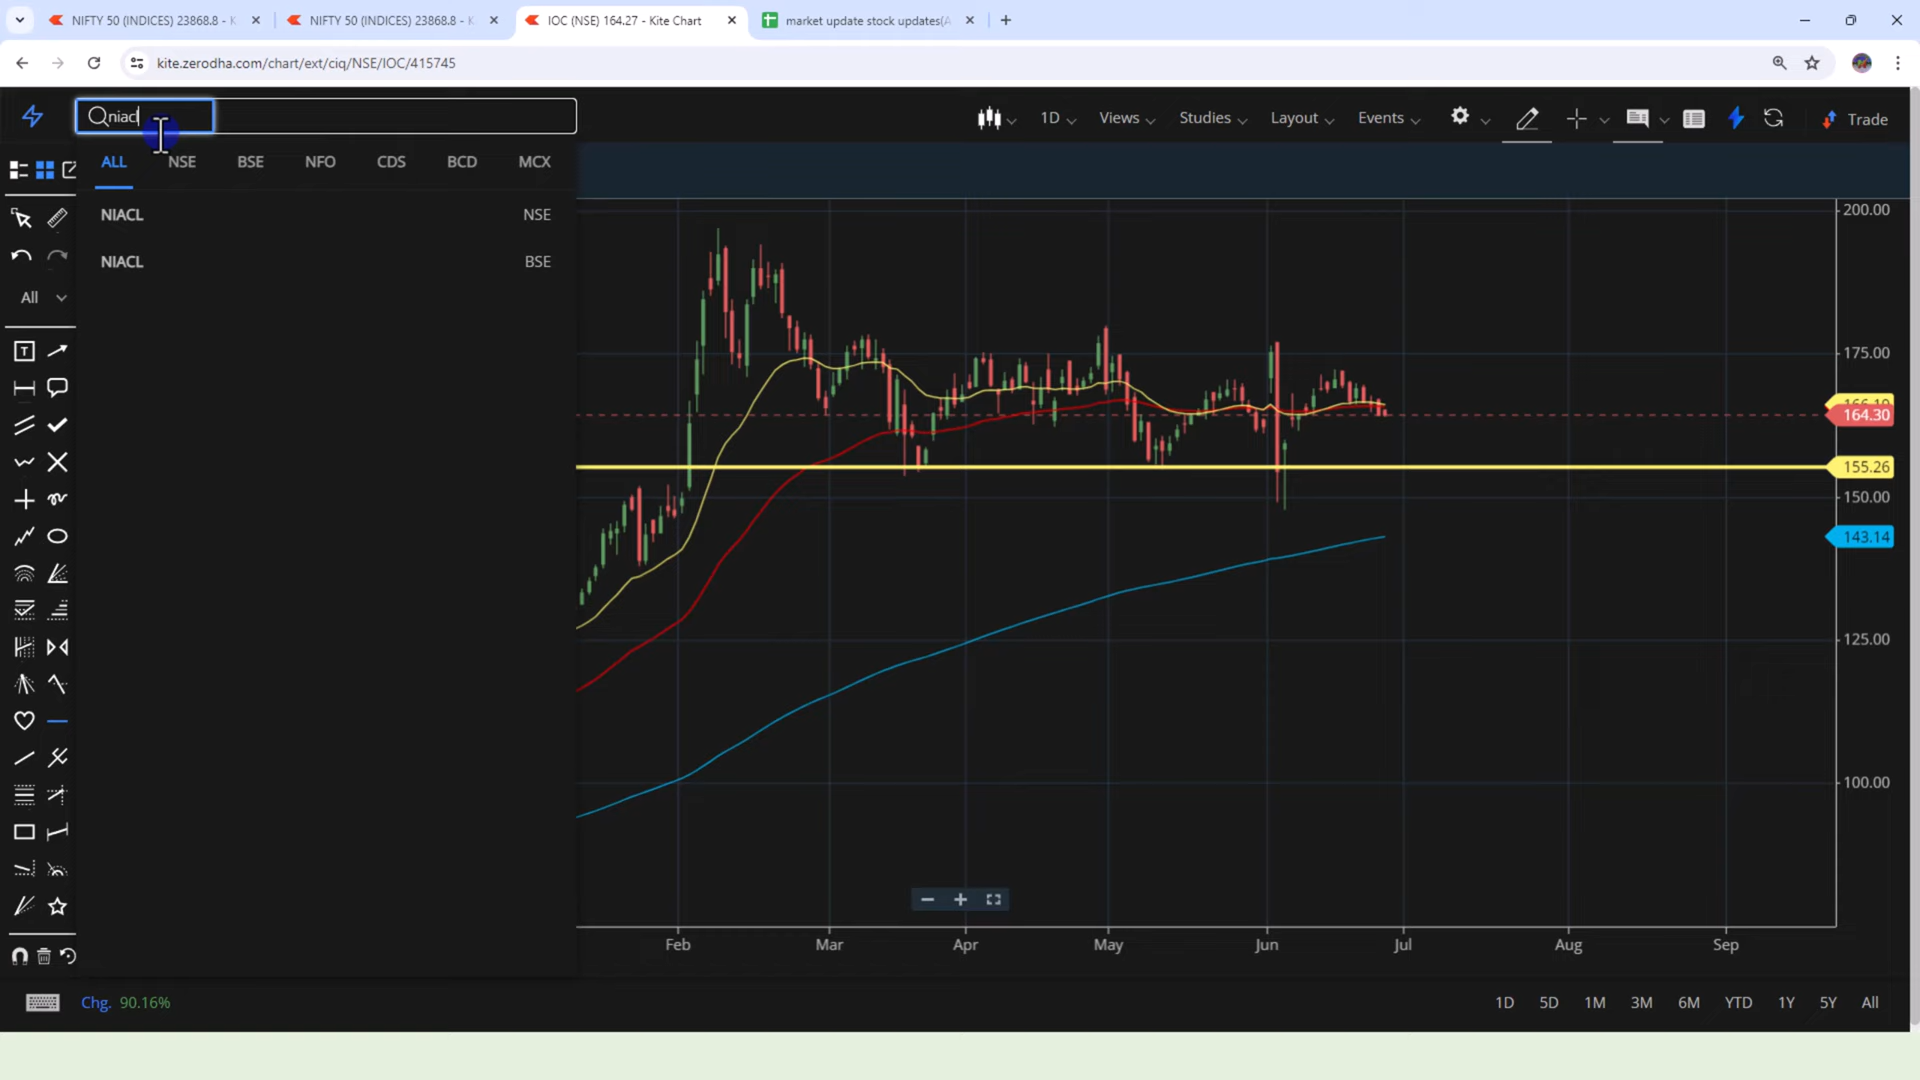 NIFTY 50 (INDICES) 23868.8 - K
NIFTY 50 (INDICES) 23868.8 - K
IOC (NSE) 164.27 - Kite Chart
market update stock updates(A
kite.zerodha.com/chart/ext/ciq/NSE/IOC/415745
niacl
1D
Views
Studies
Layout
Events
Trade
ALL
NSE
BSE
NFO
CDS
BCD
MCX
NIACL NSE
NIACL BSE
All
T
200.00
175.00
164.30
155.26
150.00
143.14
125.00
100.00
Feb
Mar
Apr
May
Jun
Jul
Aug
Sep
Chg. 90.16%
1D
5D
1M
3M
6M
YTD
1Y
5Y
All